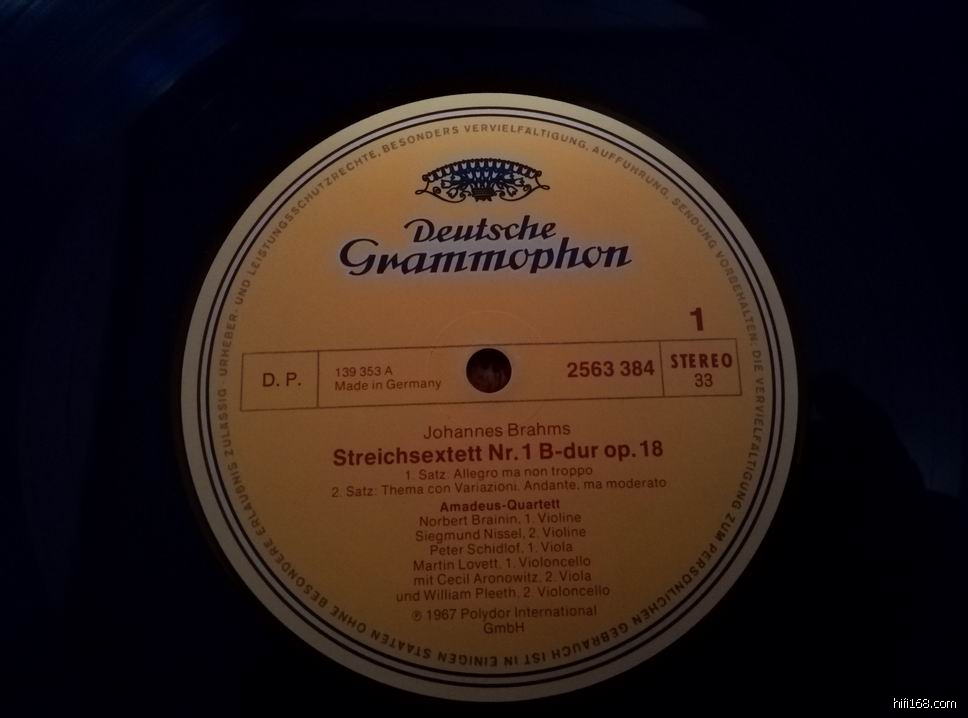 URHEBER- UND LEISTUNGSSCHUTZRECHTE, BESONDERS VERVIELFÄLTIGUNG, AUFFÜHRUNG, SENDUNG VORBEHALTEN; DIE VERVIELFÄLTIGUNG ZUM PERSÖNLICHEN GEBRAUCH IST IN EINIGEN STAATEN OHNE BESONDERE ERLAUBNIS ZULÄSSIG ·
Deutsche
Grammophon
1
D. P.
139 353 A
Made in Germany
2563 384
STEREO
33
Johannes Brahms
Streichsextett Nr. 1 B-dur op. 18
1. Satz: Allegro ma non troppo
2. Satz: Thema con Variazioni. Andante, ma moderato
Amadeus-Quartett
Norbert Brainin, 1. Violine
Siegmund Nissel, 2. Violine
Peter Schidlof, 1. Viola
Martin Lovett, 1. Violoncello
mit Cecil Aronowitz, 2. Viola
und William Pleeth, 2. Violoncello
℗ 1967 Polydor International
GmbH
hifi168.com